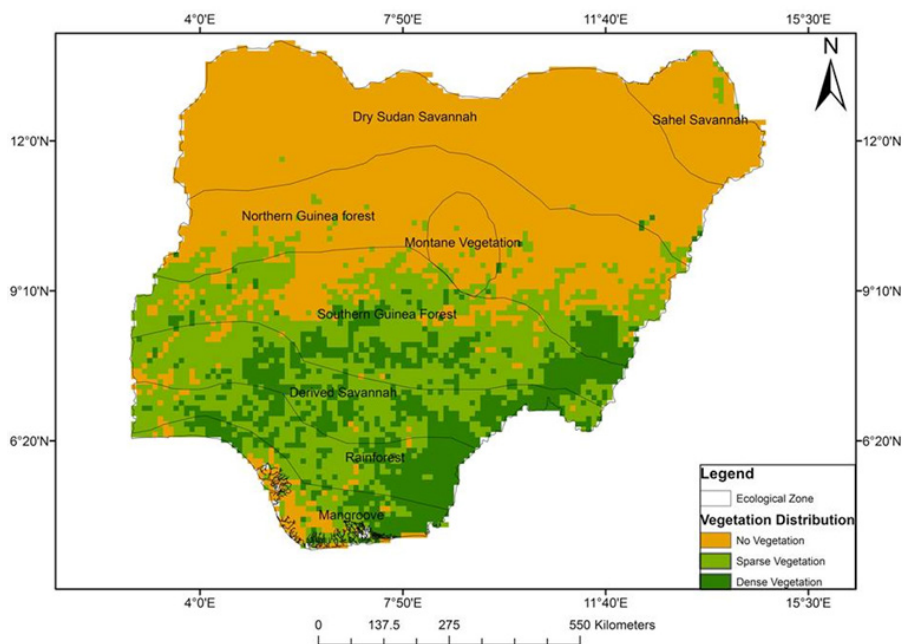 4°0'E 7°50'E 11°40'E 15°30'E
N
Dry Sudan Savannah
Sahel Savannah
12°0'N 12°0'N
Northern Guinea forest
Montane Vegetation
9°10'N 9°10'N
Southern Guinea Forest
Derived Savannah
6°20'N 6°20'N
Rainforest
Mangroove
Legend
Ecological Zone
Vegetation Distribution
No Vegetation
Sparse Vegetation
Dense Vegetation
4°0'E 7°50'E 11°40'E 15°30'E
0 137.5 275 550 Kilometers